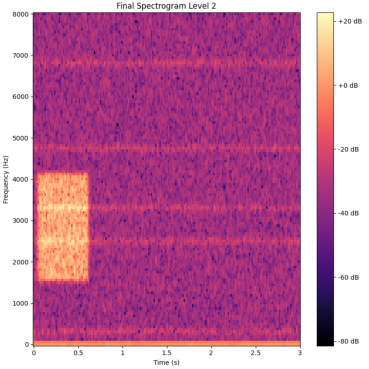 Final Spectrogram Level 2
8000
7000
6000
5000
4000
3000
2000
1000
0
Frequency (Hz)
0
0.5
1
1.5
2
2.5
3
Time (s)
+20 dB
+0 dB
-20 dB
-40 dB
-60 dB
-80 dB